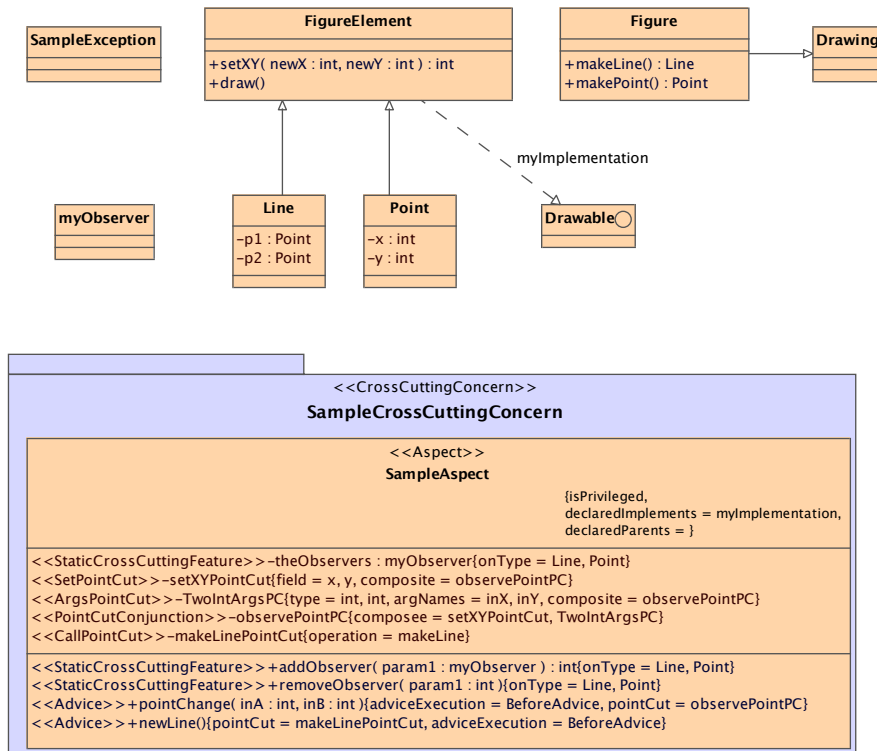 SampleException
FigureElement
+setXY( newX : int, newY : int ) : int
+draw()
Figure
+makeLine() : Line
+makePoint() : Point
Drawing
myImplementation
myObserver
Line
-p1 : Point
-p2 : Point
Point
-x : int
-y : int
Drawable
<<CrossCuttingConcern>>
SampleCrossCuttingConcern
<<Aspect>>
SampleAspect
{isPrivileged,
declaredImplements = myImplementation,
declaredParents = }
<<StaticCrossCuttingFeature>>-theObservers : myObserver{onType = Line, Point}
<<SetPointCut>>-setXYPointCut{field = x, y, composite = observePointPC}
<<ArgsPointCut>>-TwoIntArgsPC{type = int, int, argNames = inX, inY, composite = observePointPC}
<<PointCutConjunction>>-observePointPC{composee = setXYPointCut, TwoIntArgsPC}
<<CallPointCut>>-makeLinePointCut{operation = makeLine}
<<StaticCrossCuttingFeature>>+addObserver( param1 : myObserver ) : int{onType = Line, Point}
<<StaticCrossCuttingFeature>>+removeObserver( param1 : int ){onType = Line, Point}
<<Advice>>+pointChange( inA : int, inB : int ){adviceExecution = BeforeAdvice, pointCut = observePointPC}
<<Advice>>+newLine(){pointCut = makeLinePointCut, adviceExecution = BeforeAdvice}